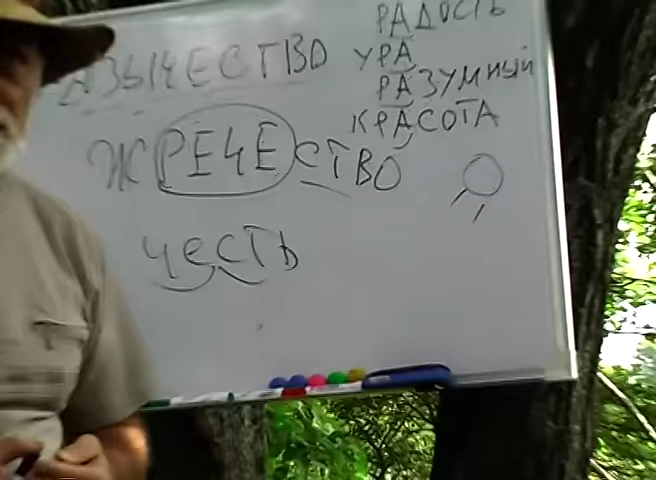 ЯЗЫЧЕСТВО
РАДОСТЬ
УРА
РАЗУМНЫЙ
КРАСОТА
ЖРЕЧЕСТВО
ЧЕСТЬ